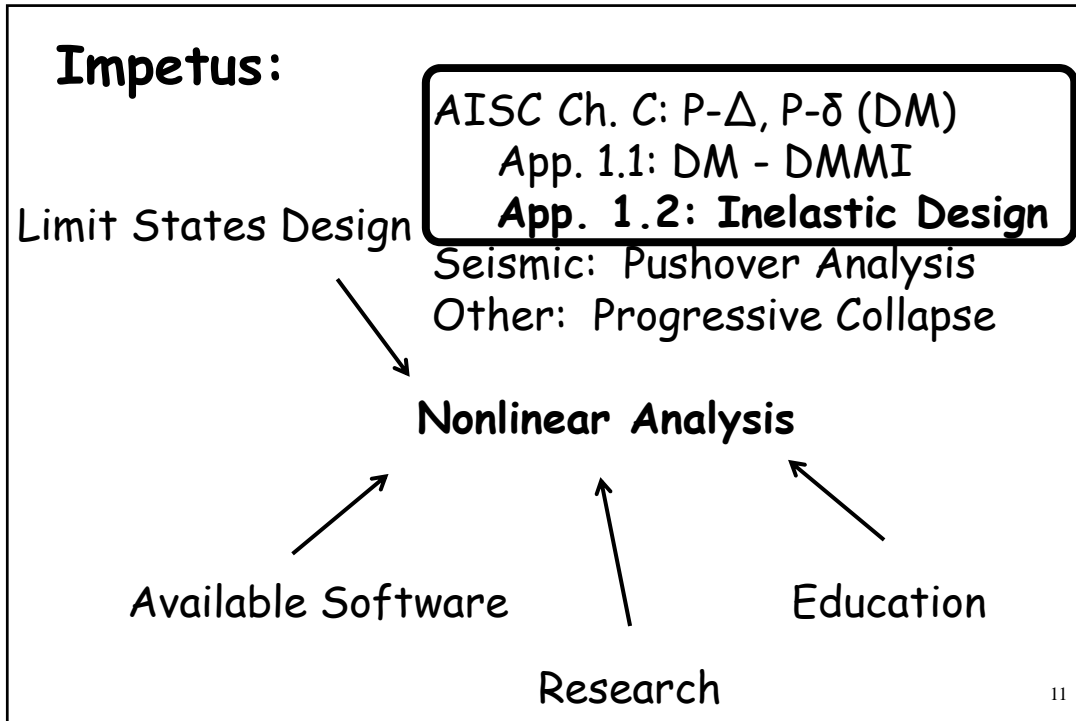 Impetus:
AISC Ch. C: P-Δ, P-δ (DM)
App. 1.1: DM - DMMI
App. 1.2: Inelastic Design
Limit States Design
Seismic: Pushover Analysis
Other: Progressive Collapse
Nonlinear Analysis
Available Software
Education
Research
11